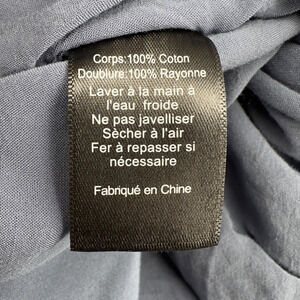 Corps:100% Coton
Doublure:100% Rayonne
Laver à la main à
l'eau froide
Ne pas javelliser
Sècher à l'air
Fer à repasser si
nécessaire
Fabriqué en Chine